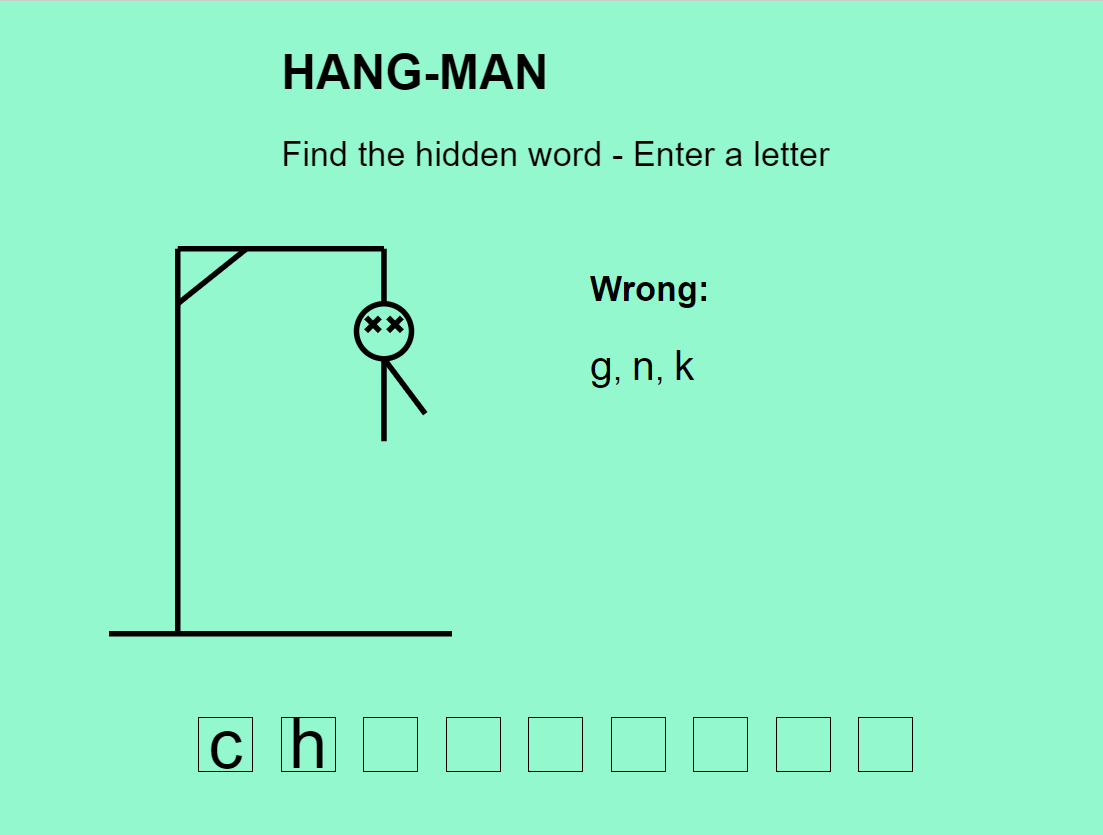 HANG-MAN
Find the hidden word - Enter a letter
Wrong:
g, n, k
c h